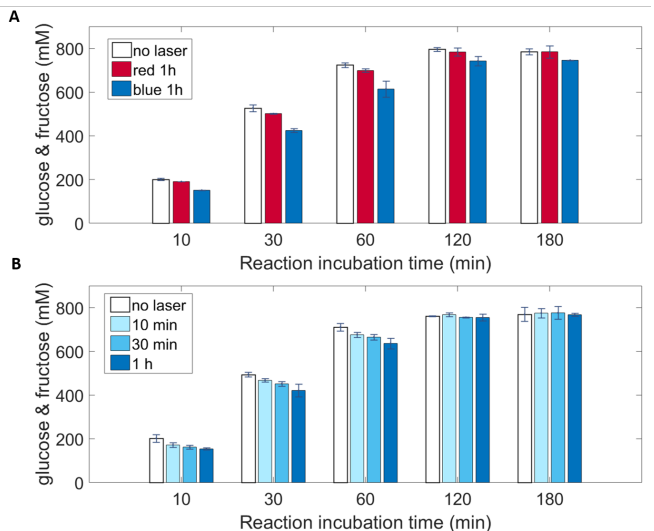 A
no laser
red 1h
blue 1h
glucose & fructose (mM)
800
600
400
200
0
10 30 60 120 180
Reaction incubation time (min)
B
no laser
10 min
30 min
1 h
glucose & fructose (mM)
800
600
400
200
0
10 30 60 120 180
Reaction incubation time (min)